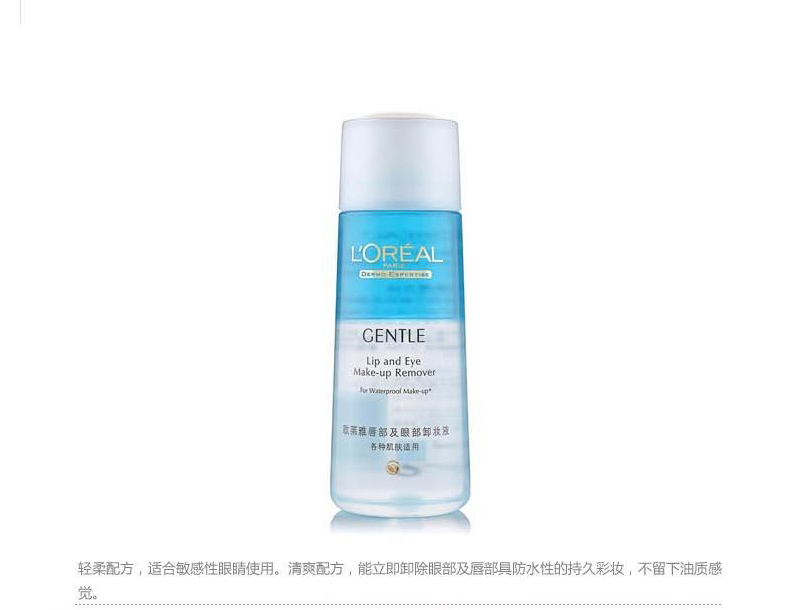 L'ORÉAL
PARIS
DERMO-EXPERTISE
GENTLE
Lip and Eye
Make-up Remover
For Waterproof Make-up*
欧莱雅唇部及眼部卸妆液
各种肌肤适用
轻柔配方，适合敏感性眼睛使用。清爽配方，能立即卸除眼部及唇部具防水性的持久彩妆，不留下油质感
觉。